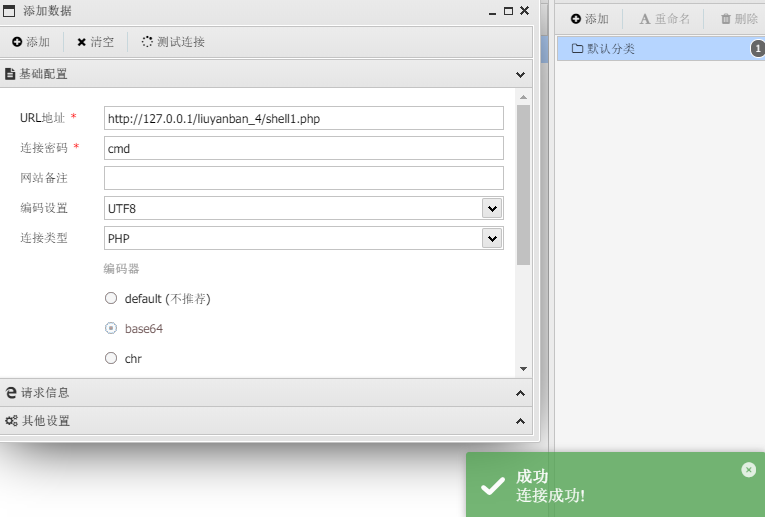 添加数据
添加 清空 测试连接
基础配置
URL地址 * http://127.0.0.1/liuyanban_4/shell1.php
连接密码 * cmd
网站备注
编码设置 UTF8
连接类型 PHP
编码器
default (不推荐)
base64
chr
请求信息
其他设置
添加 重命名 删除
默认分类 1
成功
连接成功!